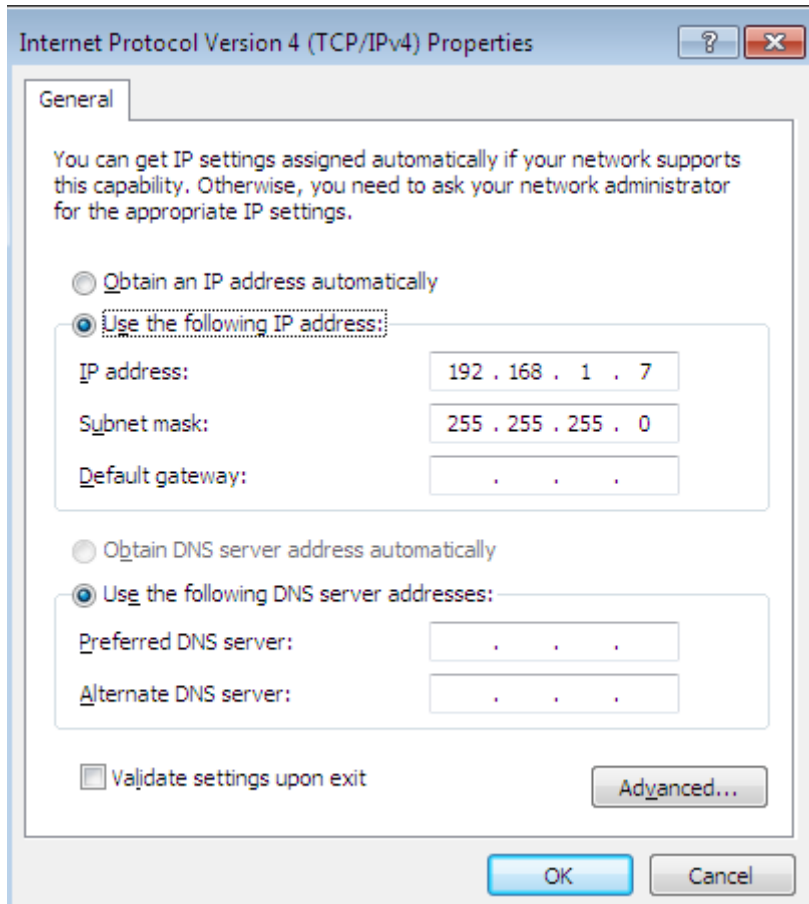 Internet Protocol Version 4 (TCP/IPv4) Properties
?
General
You can get IP settings assigned automatically if your network supports
this capability. Otherwise, you need to ask your network administrator
for the appropriate IP settings.
Obtain an IP address automatically
Use the following IP address:
IP address: 192 . 168 . 1 . 7
Subnet mask: 255 . 255 . 255 . 0
Default gateway: . . .
Obtain DNS server address automatically
Use the following DNS server addresses:
Preferred DNS server: . . .
Alternate DNS server: . . .
Validate settings upon exit
Advanced...
OK Cancel